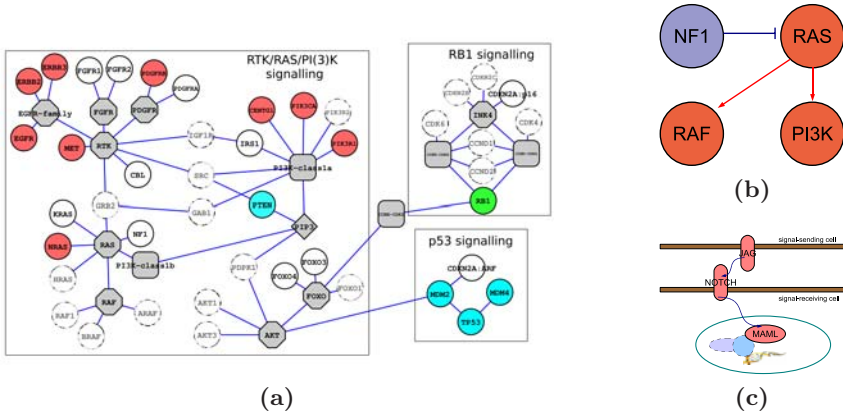 RTK/RAS/PI(3)K
signalling
ERBB2
ERBB3
FGFR1
FGFR2
PDGFRB
PDGFRA
EGFR-family
FGFR
PDGFR
EGFR
MET
RTK
CBL
IGF1R
IRS1
SRC
GRB2
GAB1
PIK3CA
PIK3R2
PIK3R1
PI3K-class1a
PTEN
PIP3
KRAS
NF1
NRAS
RAS
HRAS
PI3K-class1b
RAF
RAF1
BRAF
ARAF
PDPK1
FOXO4
FOXO3
FOXO
FOXO1
AKT1
AKT3
AKT
RB1 signalling
CDKN2C
CDKN2B
CDKN2A:p16
INK4
CDK6
CDK4
CCND1
CCND2
RB1
p53 signalling
CDKN2A:ARF
MDM2
MDM4
TP53
(a)
NF1
RAS
RAF
PI3K
(b)
signal-sending cell
JAG
NOTCH
signal-receiving cell
MAML
(c)